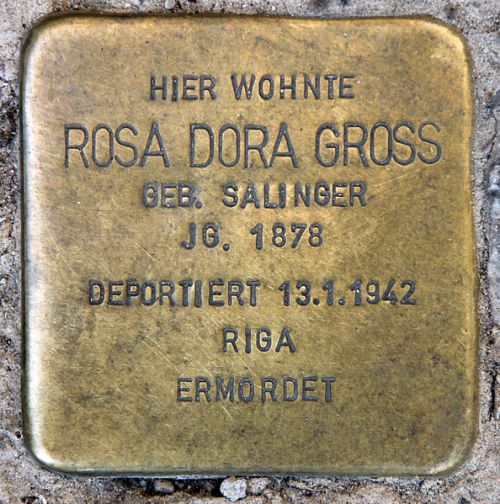 HIER WOHNTE
ROSA DORA GROSS
GEB. SALINGER
JG. 1878
DEPORTIERT 13.1.1942
RIGA
ERMORDET